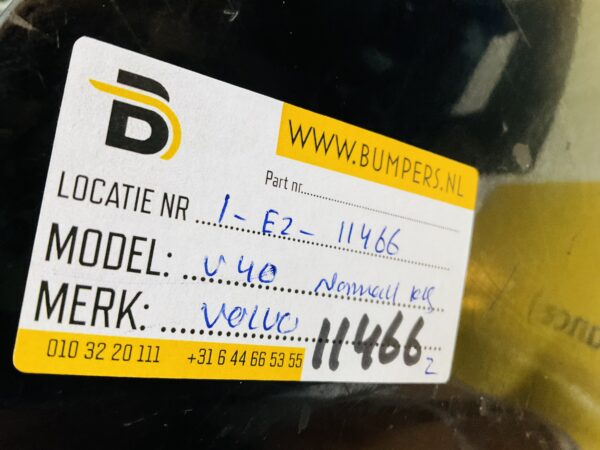 B
WWW.BUMPERS.NL
Part nr.
LOCATIE NR 1-E2-11466
MODEL: V40
MERK: Volvo 11466 2
010 32 20 111 +31 6 44 66 53 55